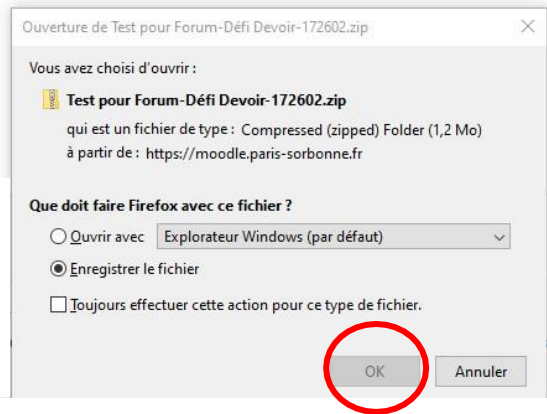 Ouverture de Test pour Forum-Défi Devoir-172602.zip
Vous avez choisi d'ouvrir :
Test pour Forum-Défi Devoir-172602.zip
qui est un fichier de type : Compressed (zipped) Folder (1,2 Mo)
à partir de : https://moodle.paris-sorbonne.fr
Que doit faire Firefox avec ce fichier ?
Ouvrir avec Explorateur Windows (par défaut)
Enregistrer le fichier
Toujours effectuer cette action pour ce type de fichier.
OK Annuler